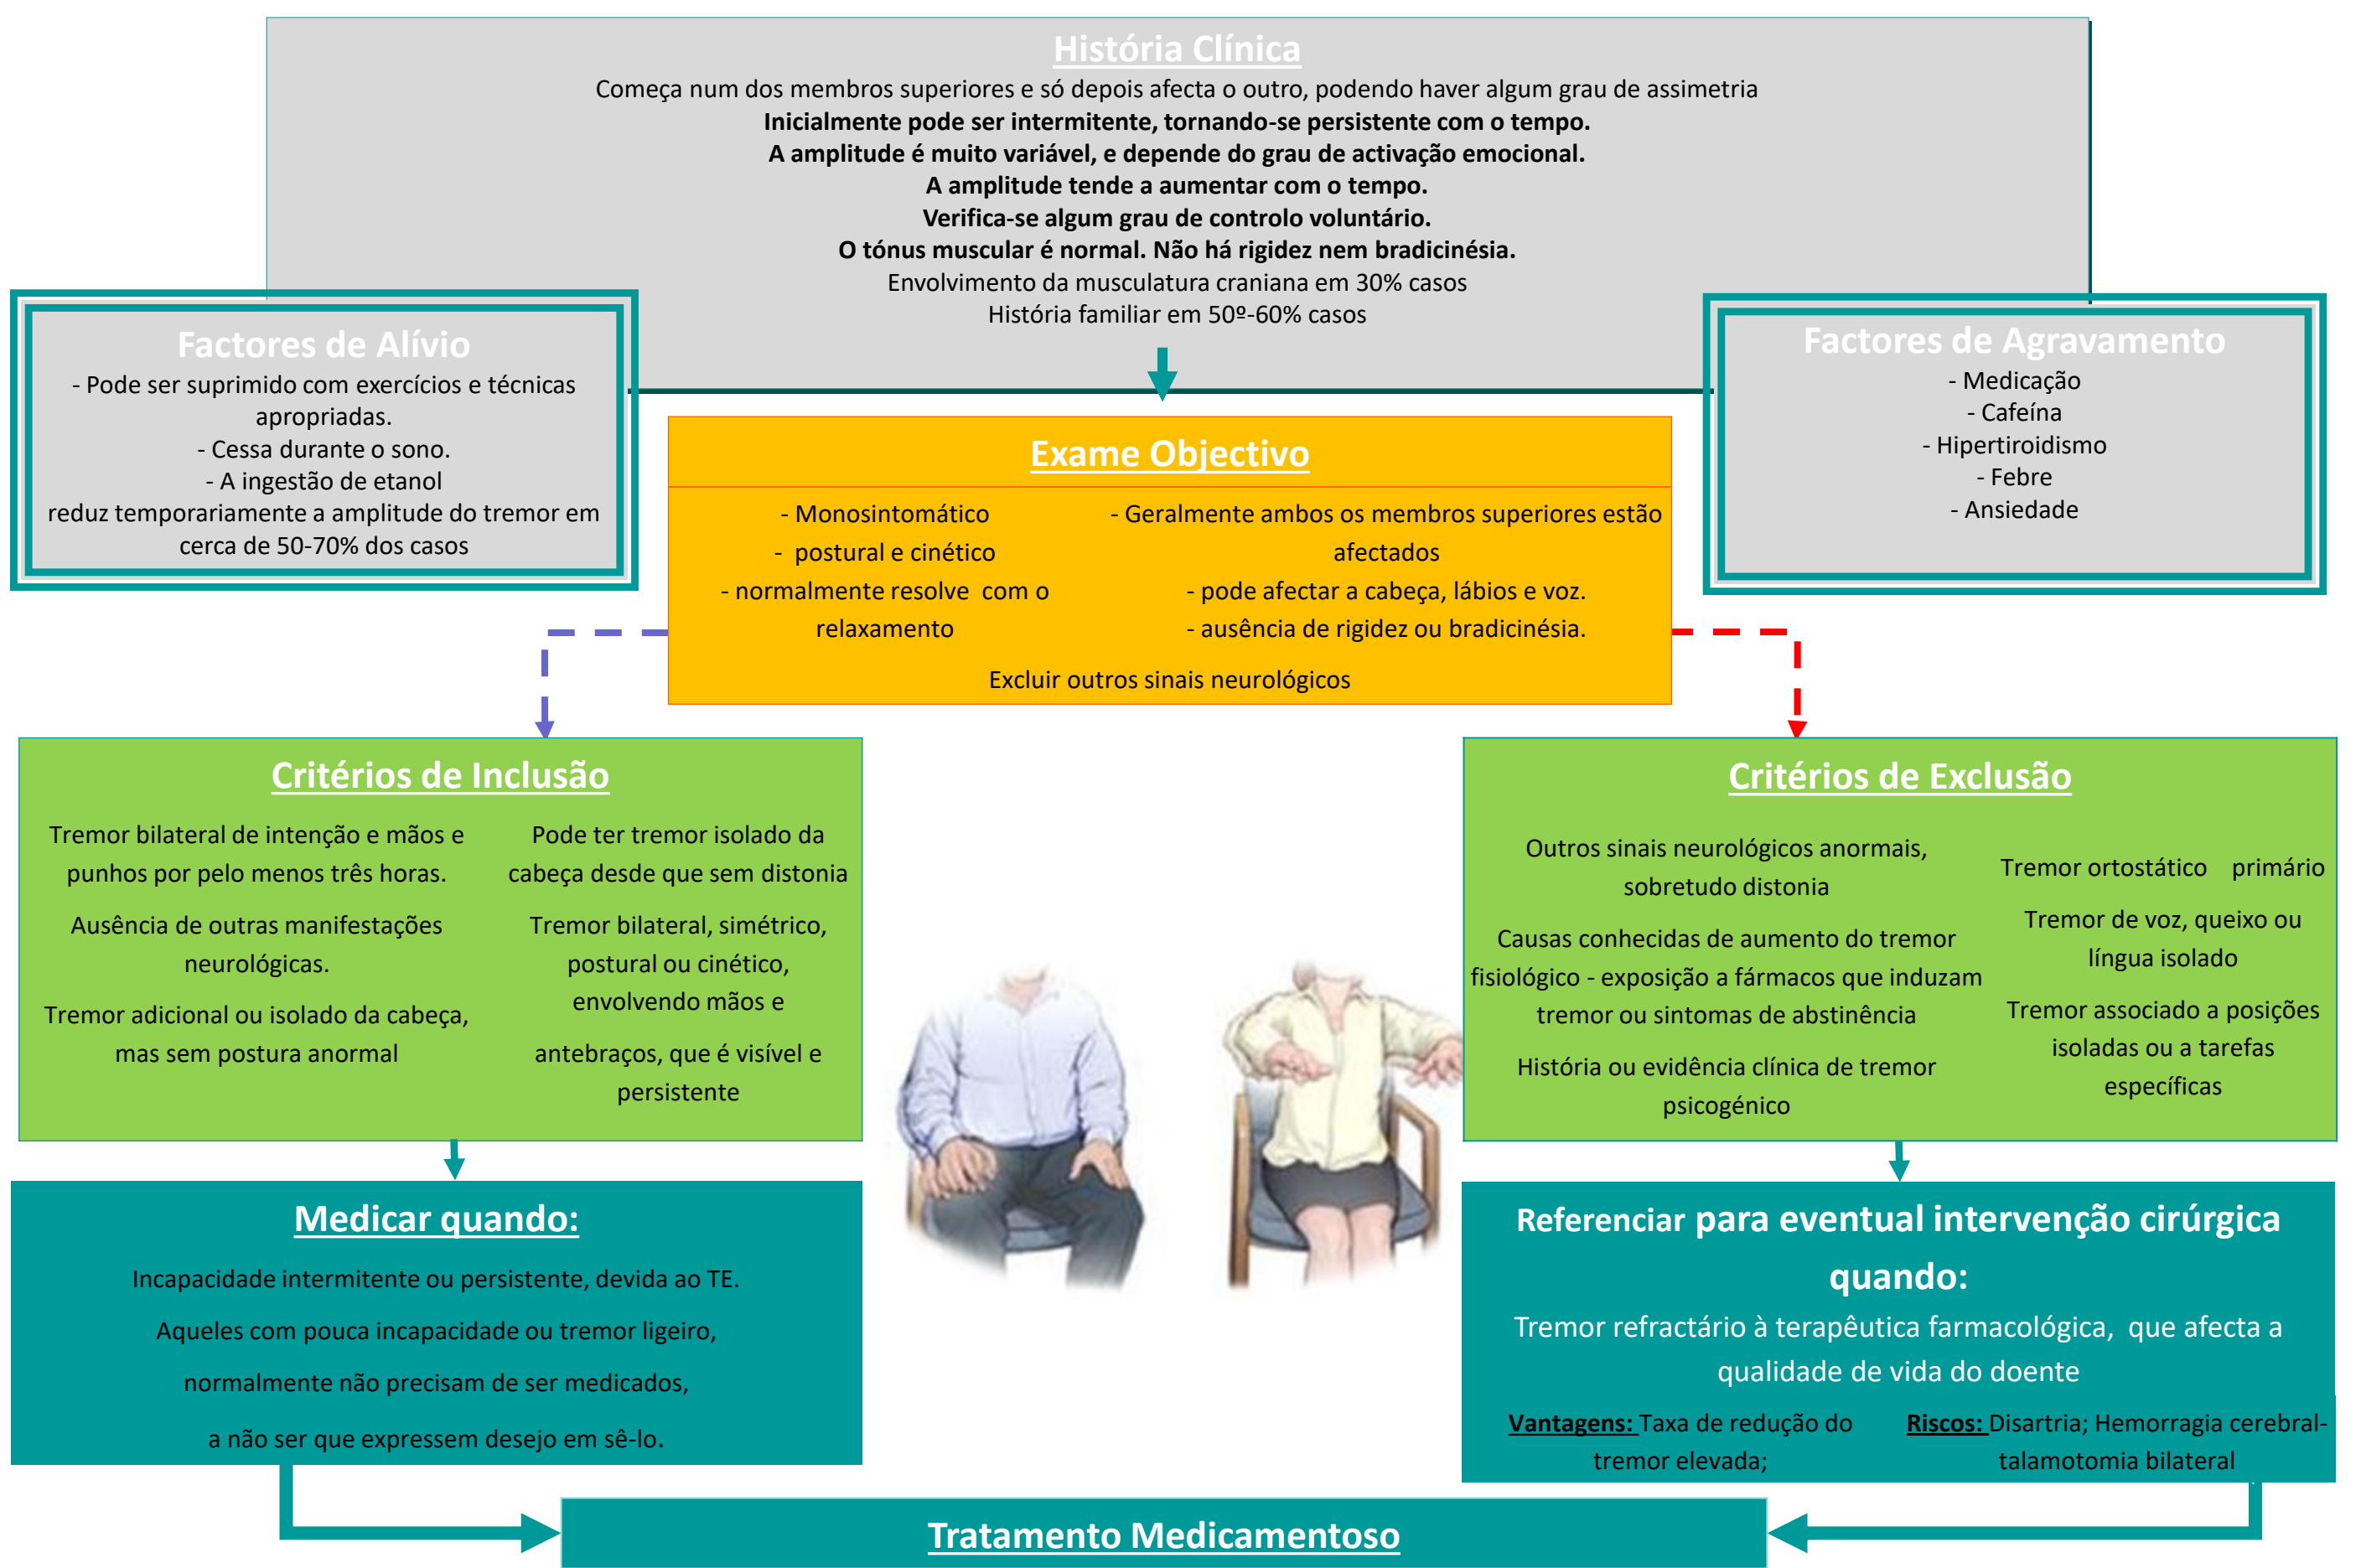 História Clínica
Começa num dos membros superiores e só depois afecta o outro, podendo haver algum grau de assimetria
Inicialmente pode ser intermitente, tornando-se persistente com o tempo.
A amplitude é muito variável, e depende do grau de activação emocional.
A amplitude tende a aumentar com o tempo.
Verifica-se algum grau de controlo voluntário.
O tónus muscular é normal. Não há rigidez nem bradicinésia.
Envolvimento da musculatura craniana em 30% casos
História familiar em 50º-60% casos
Factores de Alívio
- Pode ser suprimido com exercícios e técnicas
apropriadas.
- Cessa durante o sono.
- A ingestão de etanol
reduz temporariamente a amplitude do tremor em
cerca de 50-70% dos casos
Factores de Agravamento
- Medicação
- Cafeína
- Hipertiroidismo
- Febre
- Ansiedade
Exame Objectivo
- Monosintomático
- postural e cinético
- normalmente resolve com o
relaxamento
- Geralmente ambos os membros superiores estão
afectados
- pode afectar a cabeça, lábios e voz.
- ausência de rigidez ou bradicinésia.
Excluir outros sinais neurológicos
Critérios de Inclusão
Tremor bilateral de intenção e mãos e
punhos por pelo menos três horas.
Ausência de outras manifestações
neurológicas.
Tremor adicional ou isolado da cabeça,
mas sem postura anormal
Pode ter tremor isolado da
cabeça desde que sem distonia
Tremor bilateral, simétrico,
postural ou cinético,
envolvendo mãos e
antebraços, que é visível e
persistente
Critérios de Exclusão
Outros sinais neurológicos anormais,
sobretudo distonia
Causas conhecidas de aumento do tremor
fisiológico - exposição a fármacos que induzam
tremor ou sintomas de abstinência
História ou evidência clínica de tremor
psicogénico
Tremor ortostático primário
Tremor de voz, queixo ou
língua isolado
Tremor associado a posições
isoladas ou a tarefas
específicas
Medicar quando:
Incapacidade intermitente ou persistente, devida ao TE.
Aqueles com pouca incapacidade ou tremor ligeiro,
normalmente não precisam de ser medicados,
a não ser que expressem desejo em sê-lo.
Referenciar para eventual intervenção cirúrgica
quando:
Tremor refractário à terapêutica farmacológica, que afecta a
qualidade de vida do doente
Vantagens: Taxa de redução do
tremor elevada;
Riscos: Disartria; Hemorragia cerebral-
talamotomia bilateral
Tratamento Medicamentoso